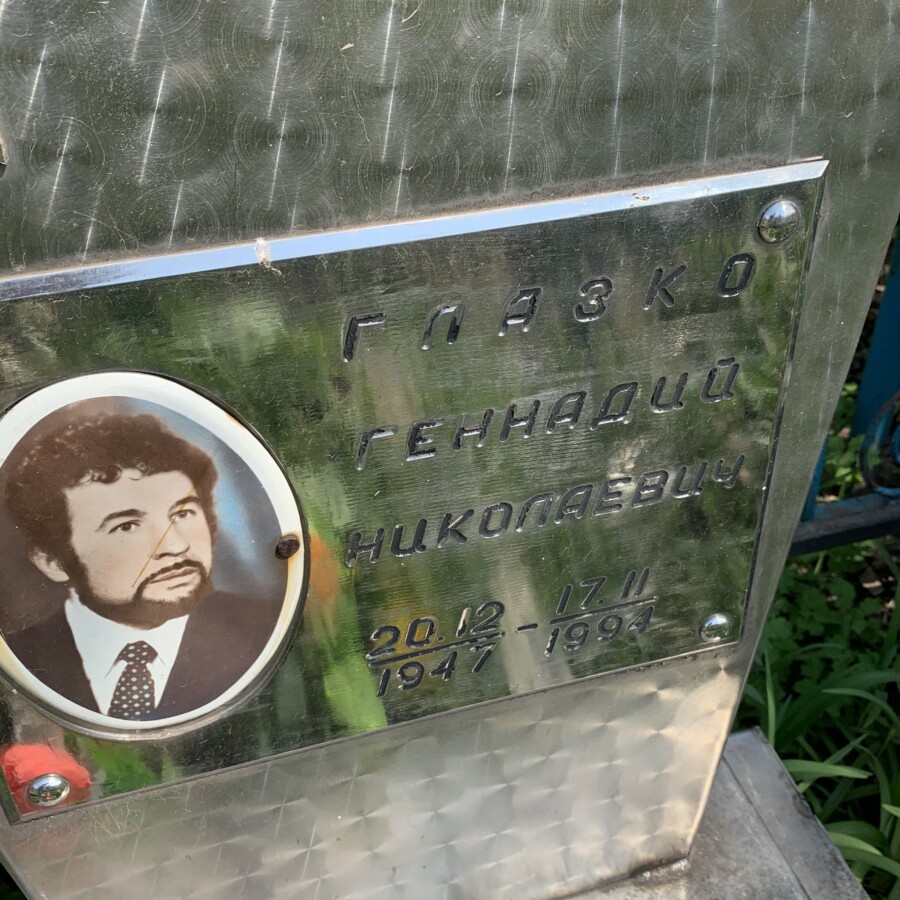 ГЛАЗКО
ГЕННАДИЙ
НИКОЛАЕВИЧ
20.12 - 17.11
1947 1994